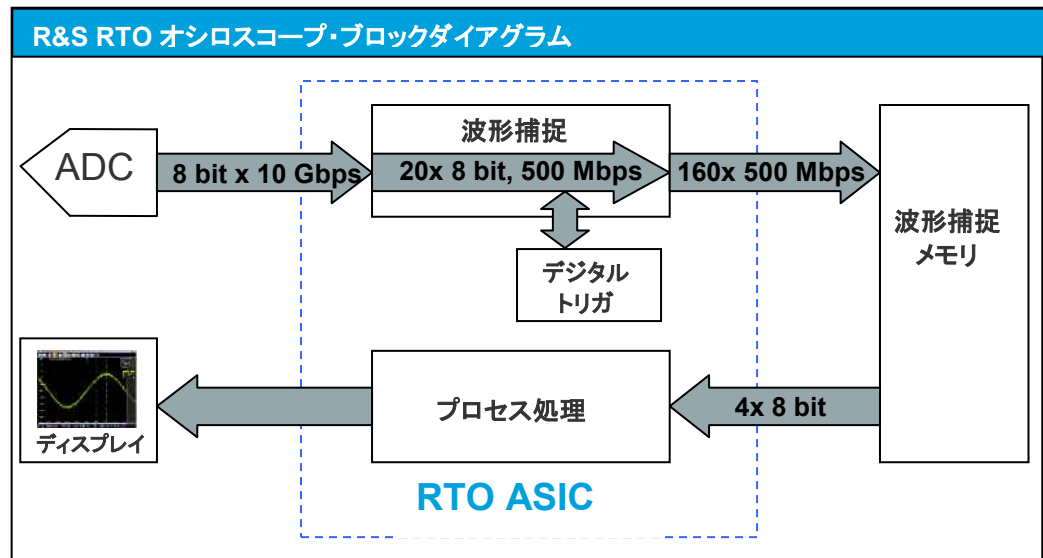 R&S RTO オシロスコープ・ブロックダイアグラム
ADC
8 bit x 10 Gbps
波形捕捉
20x 8 bit, 500 Mbps
160x 500 Mbps
波形捕捉
メモリ
デジタル
トリガ
ディスプレイ
プロセス処理
4x 8 bit
RTO ASIC